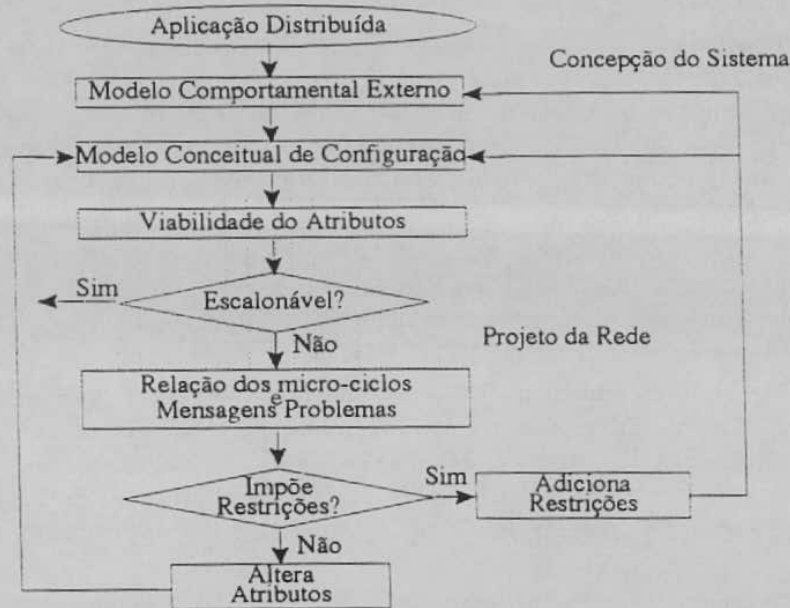 Aplicação Distribuída
Concepção do Sistema
Modelo Comportamental Externo
Modelo Conceitual de Configuração
Viabilidade do Atributos
Sim
Escalonável?
Não
Projeto da Rede
Relação dos micro-ciclos
e
Mensagens Problemas
Impõe
Restrições?
Sim
Adiciona
Restrições
Não
Altera
Atributos